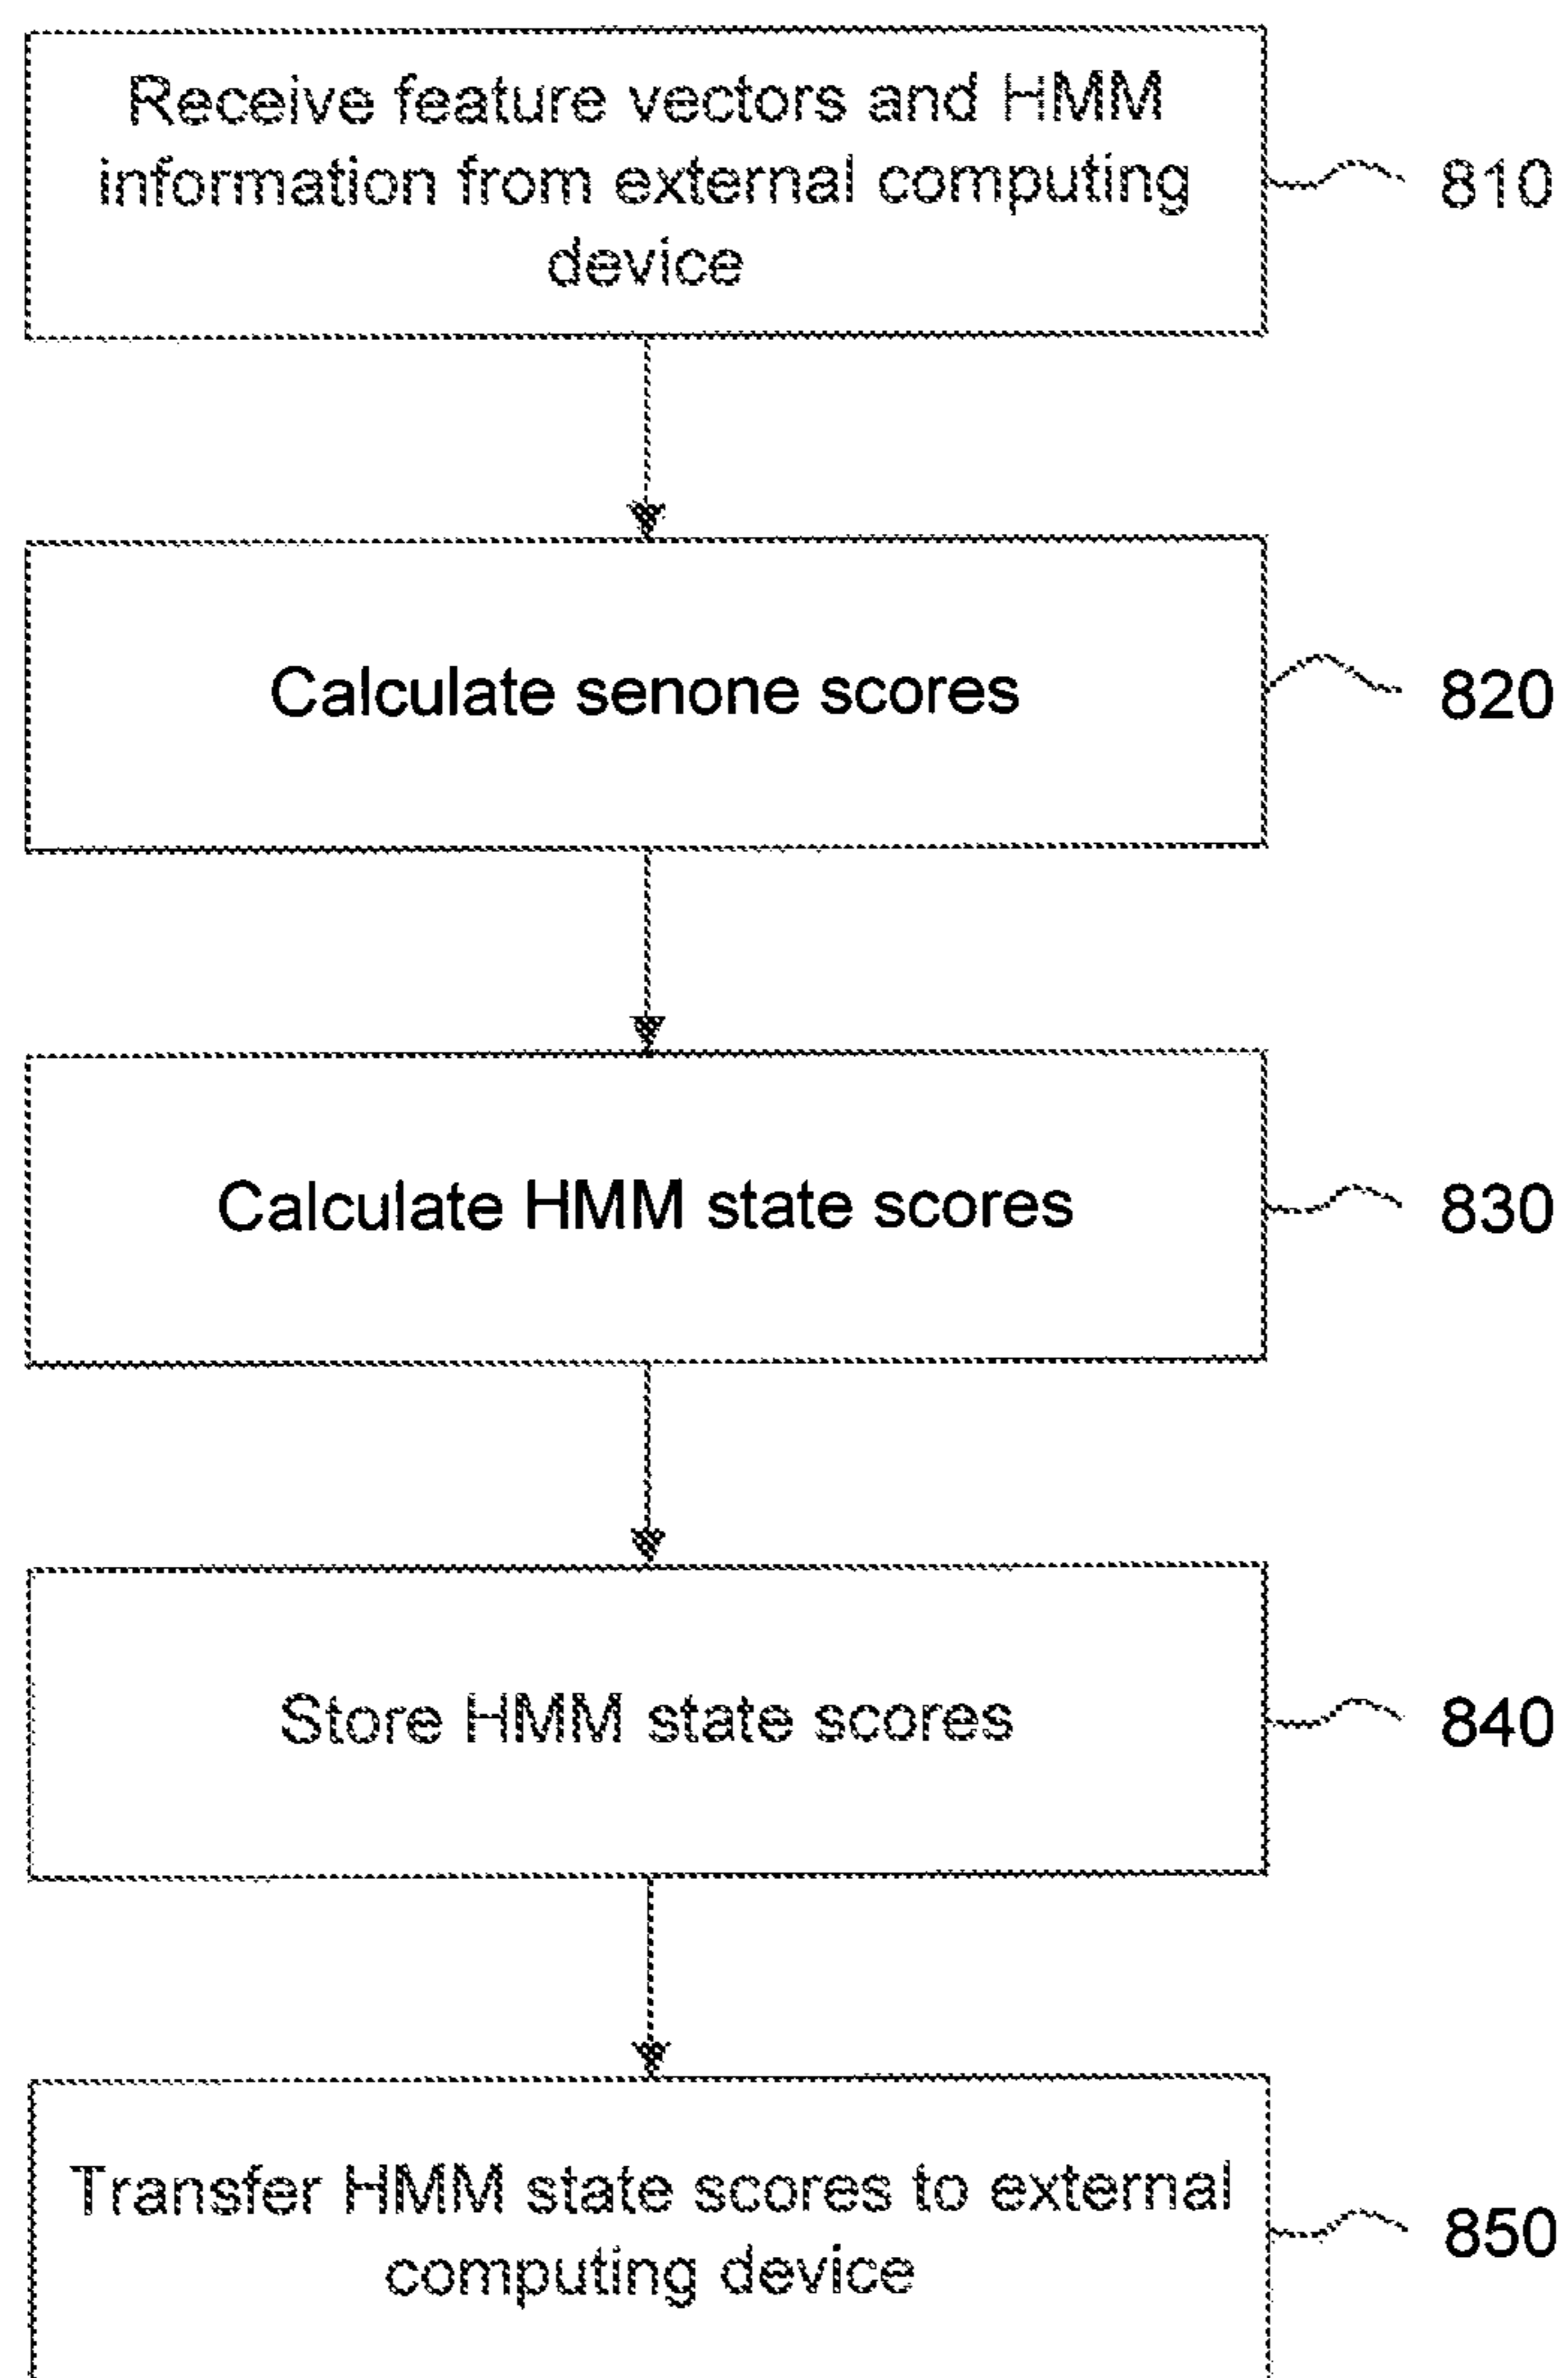 Receive feature vectors and HMM
information from external computing
device
810
Calculate senone scores
820
Calculate HMM state scores
830
Store HMM state scores
840
Transfer HMM state scores to external
computing device
850